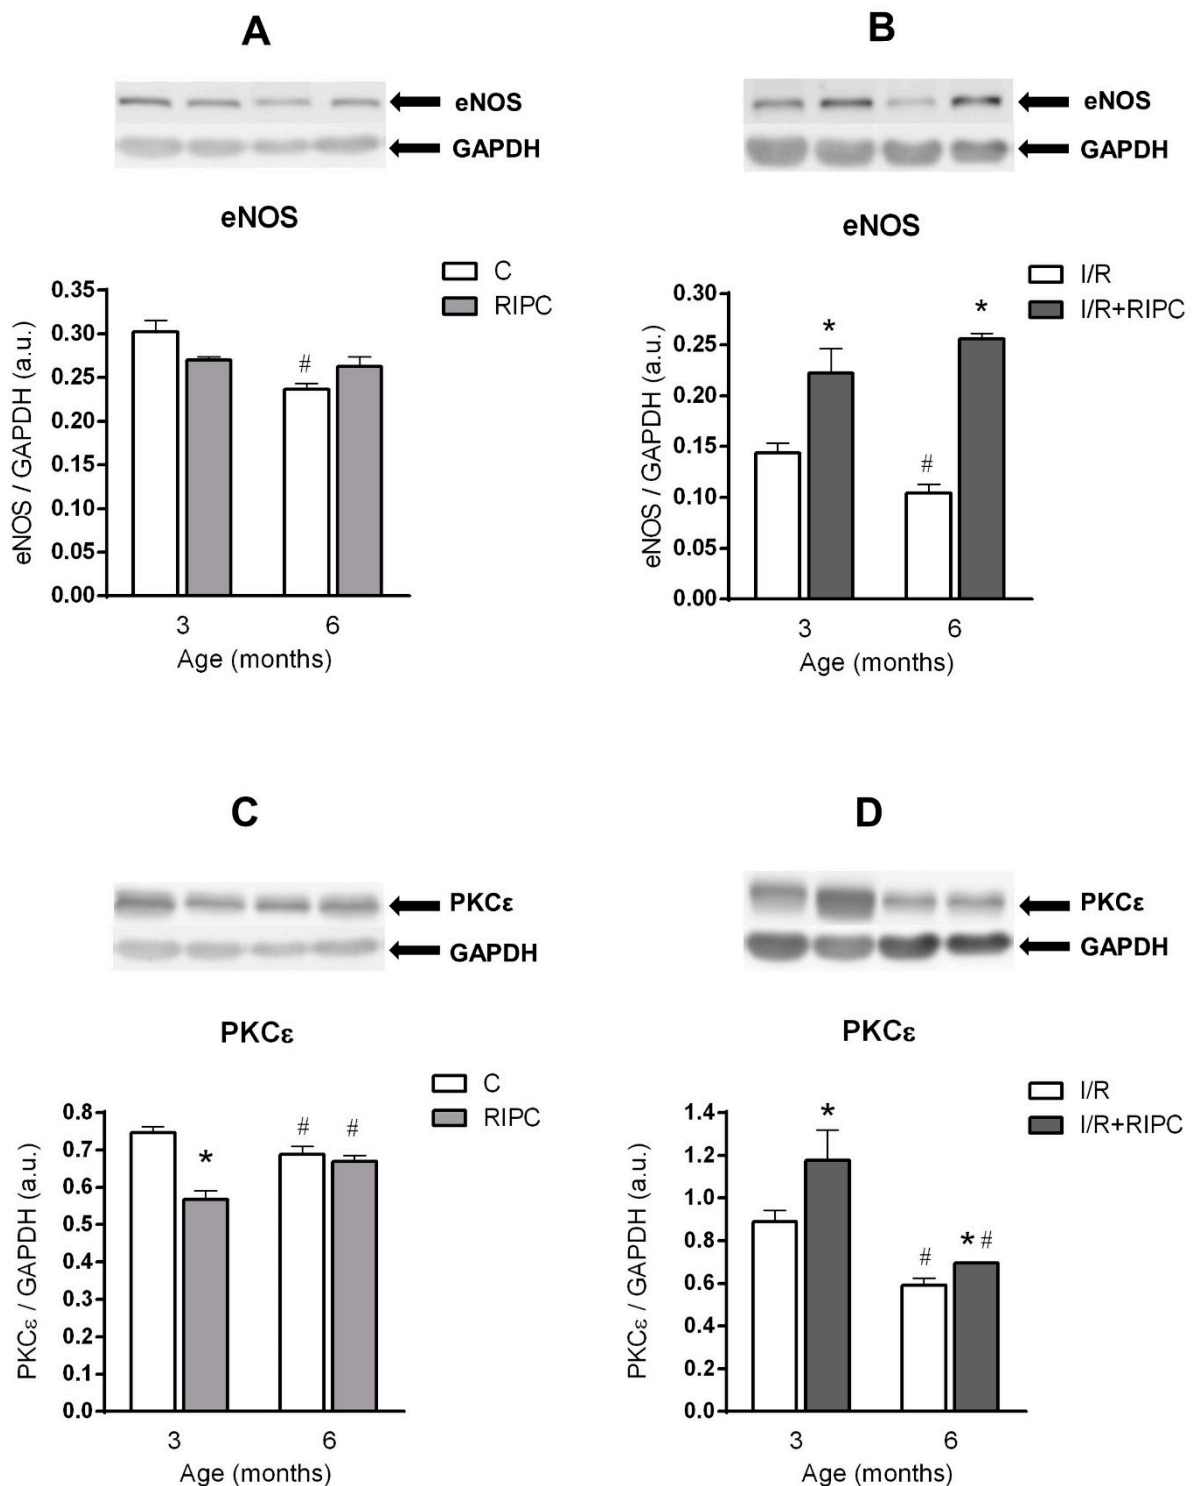 A
eNOS
GAPDH
eNOS
C
RIPC
eNOS / GAPDH (a.u.)
0.35
0.30
0.25
0.20
0.15
0.10
0.05
0.00
#
3
6
Age (months)
B
eNOS
GAPDH
eNOS
I/R
I/R+RIPC
eNOS / GAPDH (a.u.)
0.30
0.25
0.20
0.15
0.10
0.05
0.00
*
#
*
3
6
Age (months)
C
PKCε
GAPDH
PKCε
C
RIPC
PKCε / GAPDH (a.u.)
0.8
0.7
0.6
0.5
0.4
0.3
0.2
0.1
0.0
*
#
#
3
6
Age (months)
D
PKCε
GAPDH
PKCε
I/R
I/R+RIPC
PKCε / GAPDH (a.u.)
1.4
1.2
1.0
0.8
0.6
0.4
0.2
0.0
*
#
*#
3
6
Age (months)